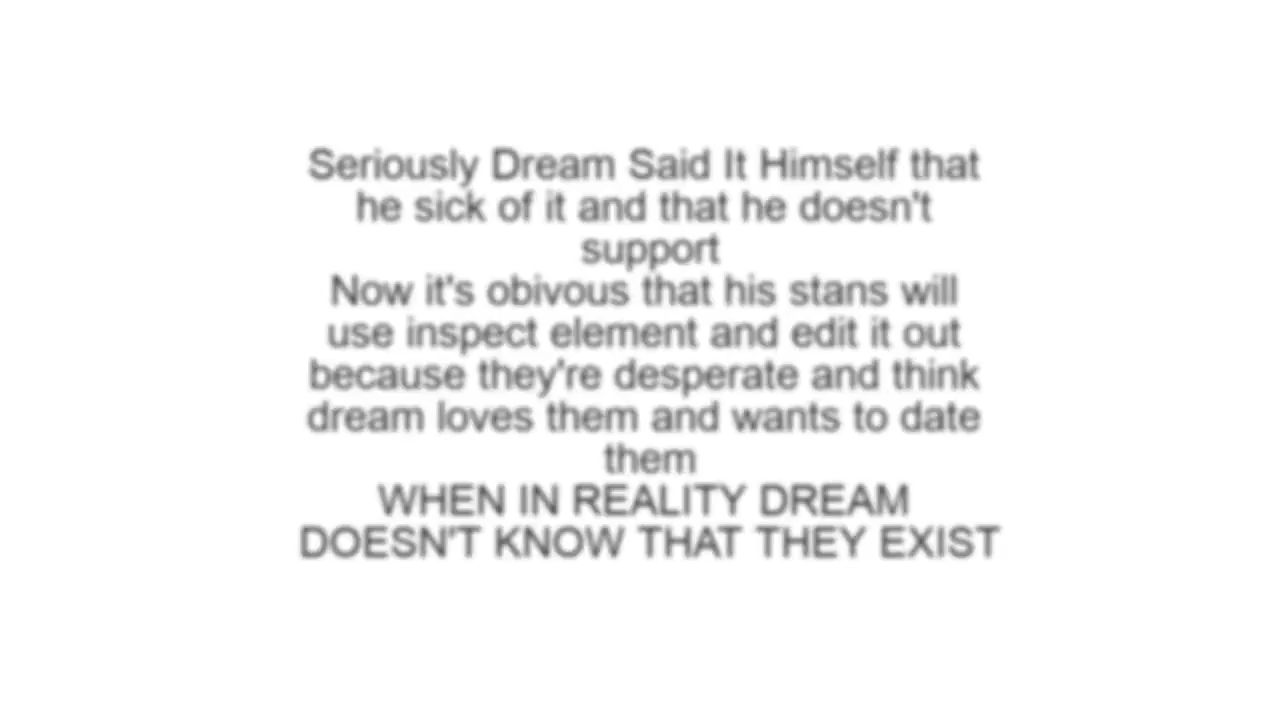 Seriously Dream Said It Himself that
he sick of it and that he doesn't
support
Now it's obivous that his stans will
use inspect element and edit it out
because they're desperate and think
dream loves them and wants to date
them
WHEN IN REALITY DREAM
DOESN'T KNOW THAT THEY EXIST